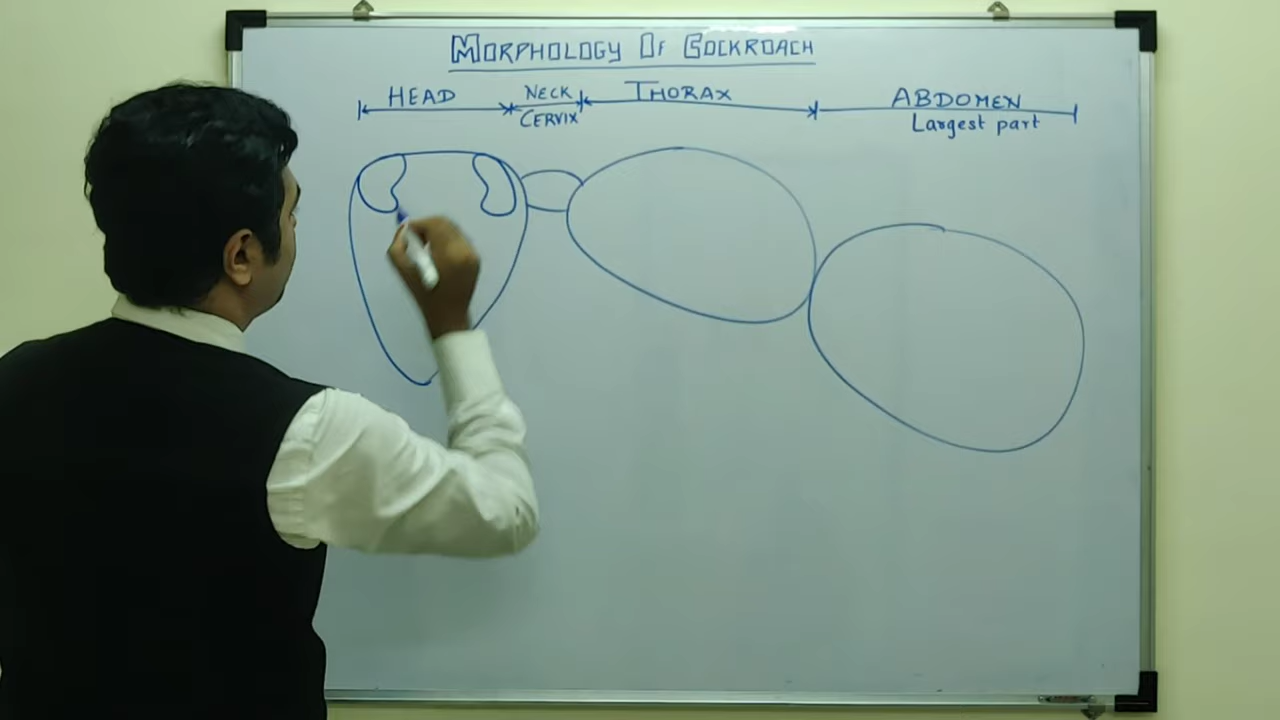 MORPHOLOGY OF COCKROACH
HEAD NECK THORAX ABDOMEN
CERVIX Largest part